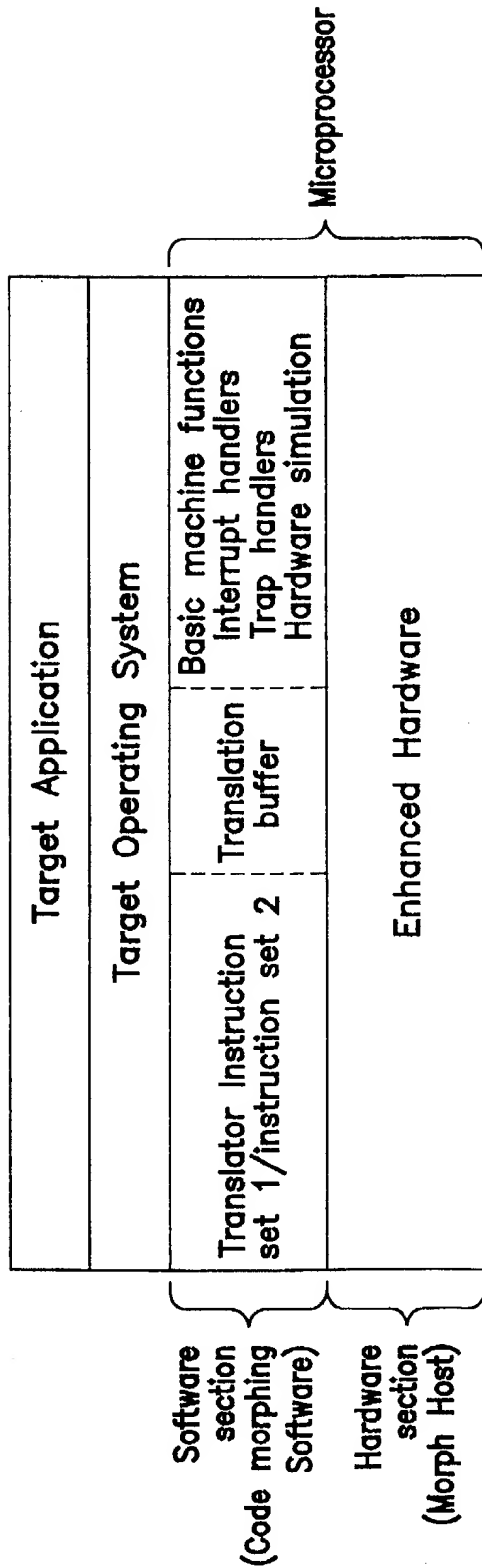 Target Application
Target Operating System
Software
section
(Code morphing
Software)
Translator Instruction
set 1/instruction set 2
Translation
buffer
Basic machine functions
Interrupt handlers
Trap handlers
Hardware simulation
Microprocessor
Hardware
section
(Morph Host)
Enhanced Hardware